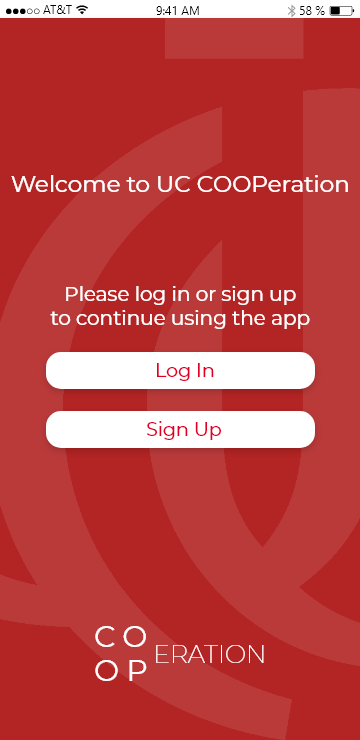 AT&T 9:41 AM 58 %
Welcome to UC COOPeration
Please log in or sign up
to continue using the app
Log In
Sign Up
CO
OP ERATION